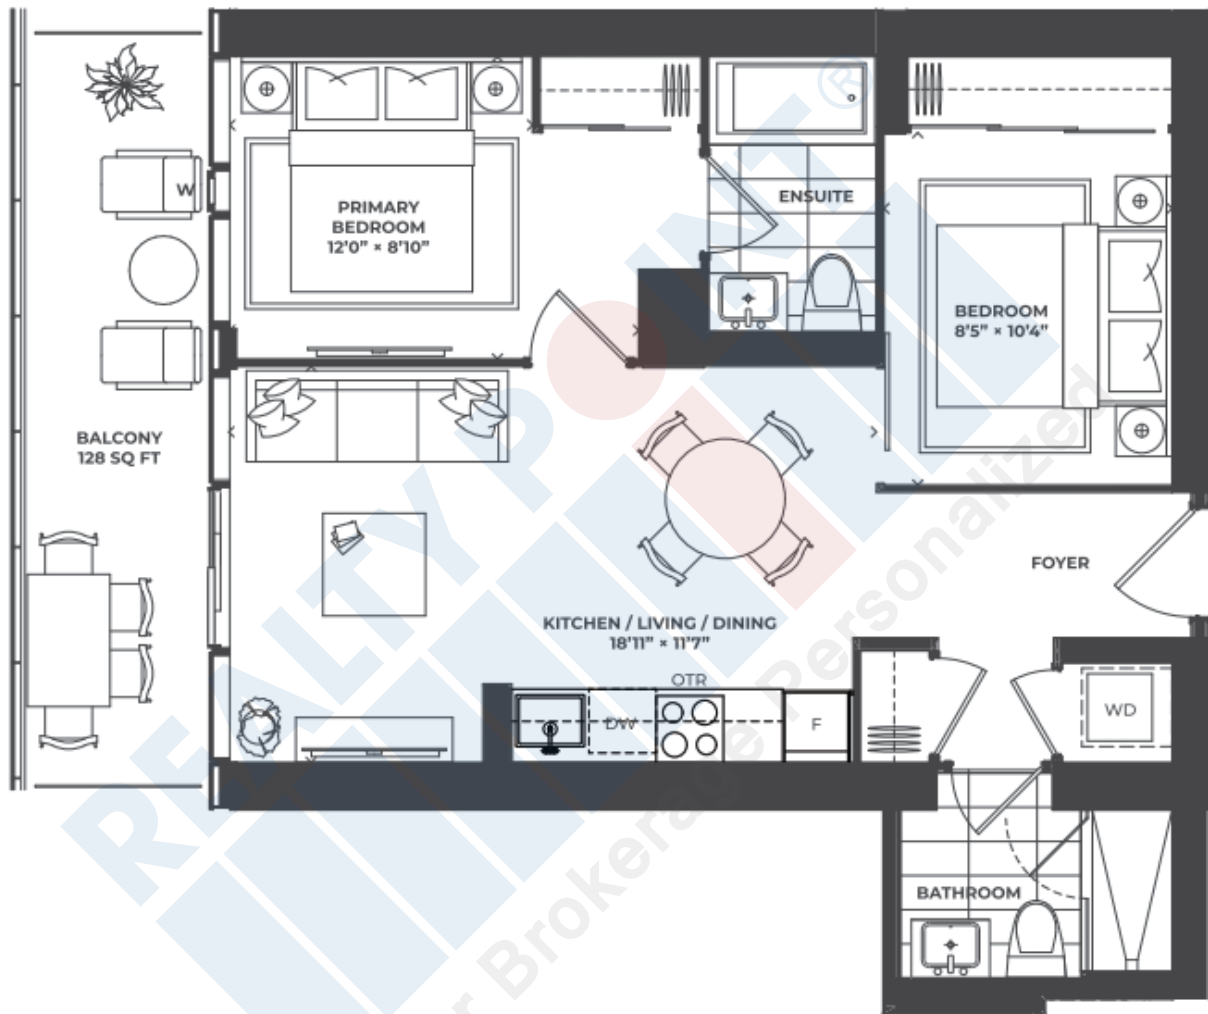 PRIMARY
BEDROOM
12'0" × 8'10"
W
ENSUITE
BEDROOM
8'5" × 10'4"
BALCONY
128 SQ FT
FOYER
KITCHEN / LIVING / DINING
18'11" × 11'7"
OTR
DW
F
WD
BATHROOM
REALTY POINT ®
r Brokerage Personalized